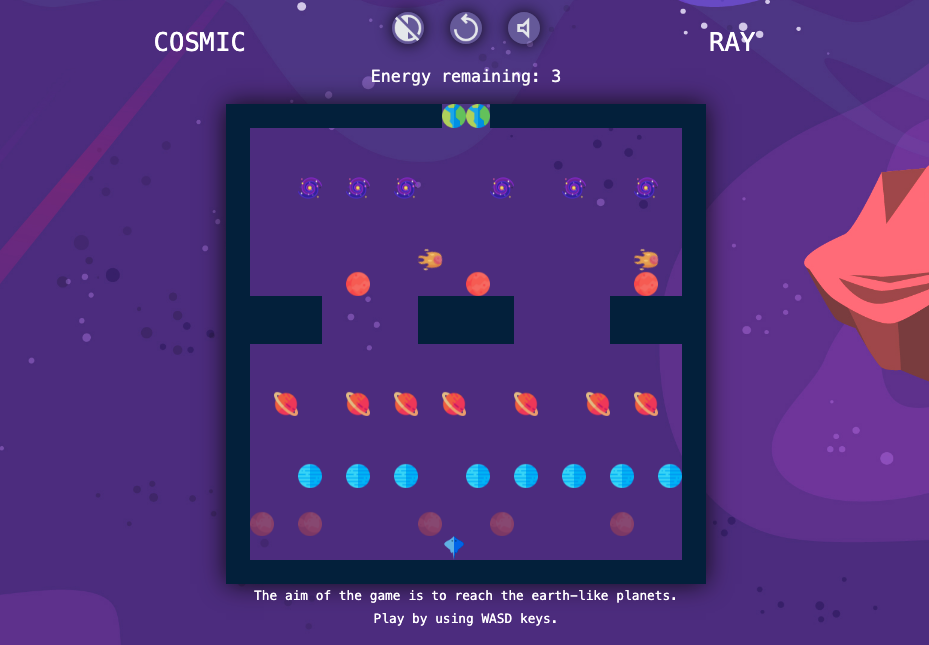 COSMIC
RAY
Energy remaining: 3
The aim of the game is to reach the earth-like planets.
Play by using WASD keys.